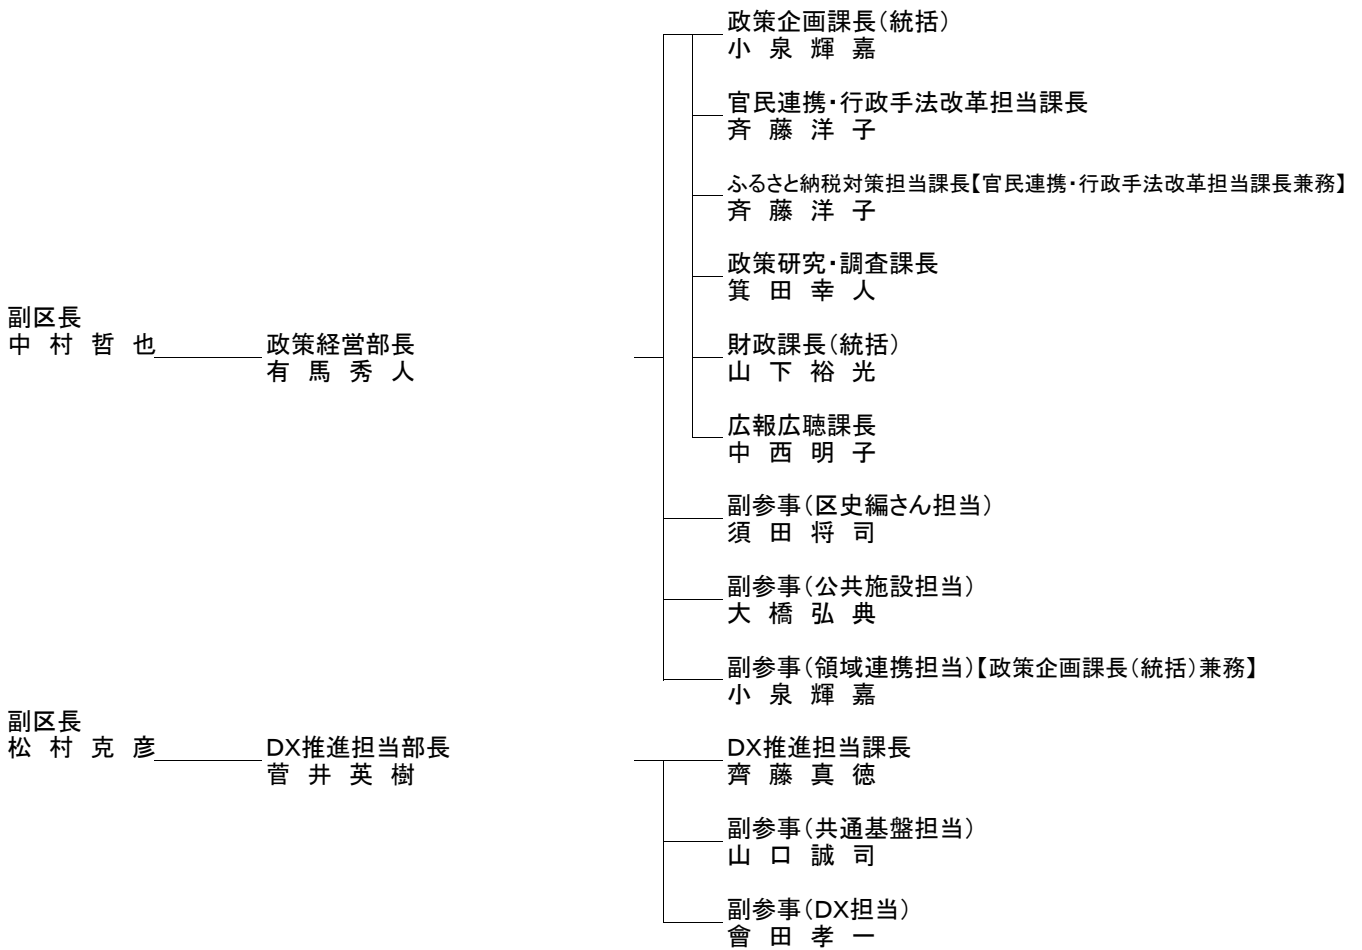 政策企画課長（統括）
小 泉 輝 嘉
官民連携・行政手法改革担当課長
斉 藤 洋 子
ふるさと納税対策担当課長【官民連携・行政手法改革担当課長兼務】
斉 藤 洋 子
政策研究・調査課長
箕 田 幸 人
副区長
中 村 哲 也
政策経営部長
有 馬 秀 人
財政課長（統括）
山 下 裕 光
広報広聴課長
中 西 明 子
副参事（区史編さん担当）
須 田 将 司
副参事（公共施設担当）
大 橋 弘 典
副参事（領域連携担当）【政策企画課長（統括）兼務】
小 泉 輝 嘉
副区長
松 村 克 彦
DX推進担当部長
菅 井 英 樹
DX推進担当課長
齊 藤 真 徳
副参事（共通基盤担当）
山 口 誠 司
副参事（DX担当）
會 田 孝 一